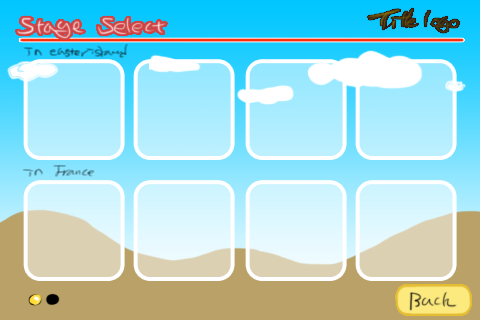 Stage Select
Title logo
In easter island
In France
Back